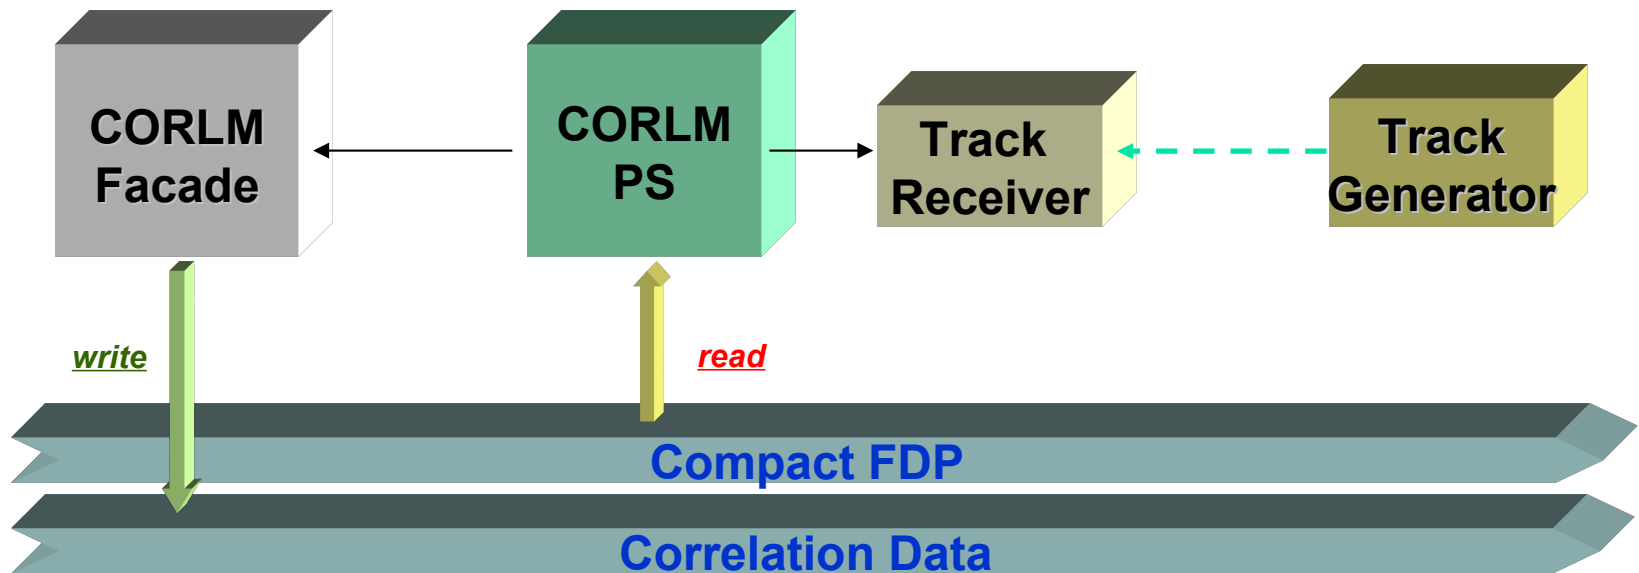 CORLM
Facade
CORLM
PS
Track
Receiver
Track
Generator
write
read
Compact FDP
Correlation Data